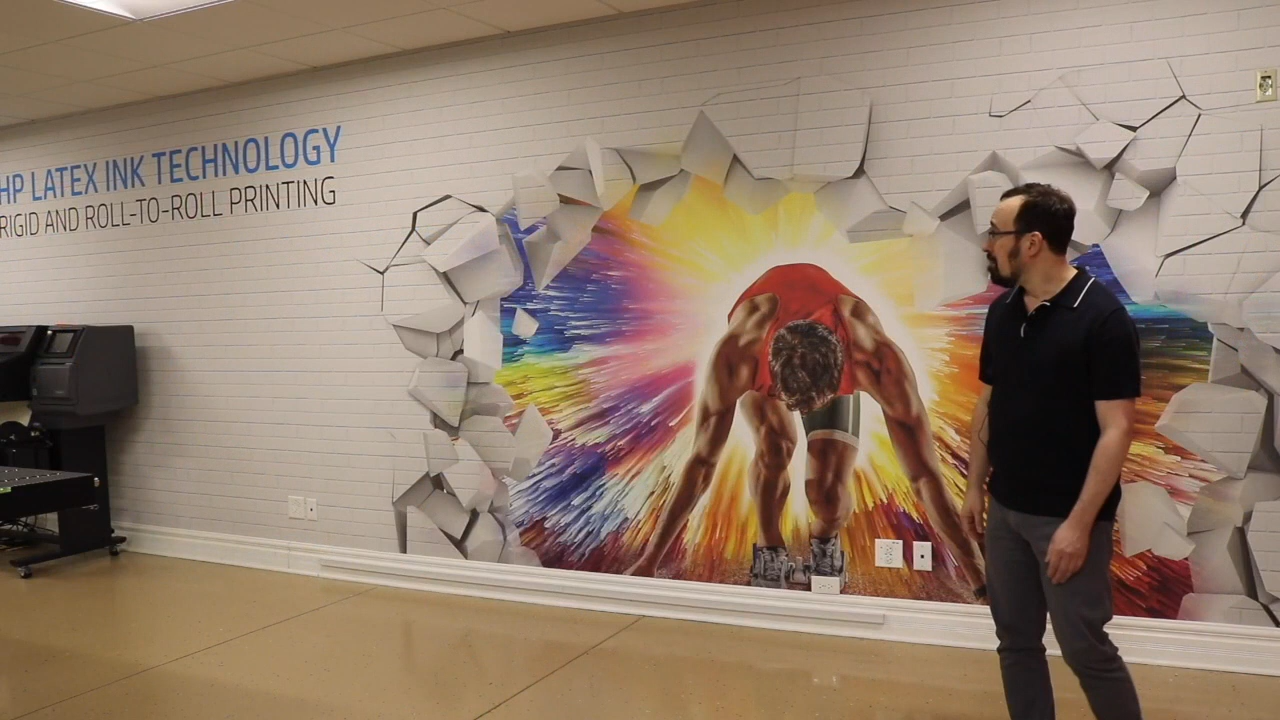 HP LATEX INK TECHNOLOGY
RIGID AND ROLL-TO-ROLL PRINTING